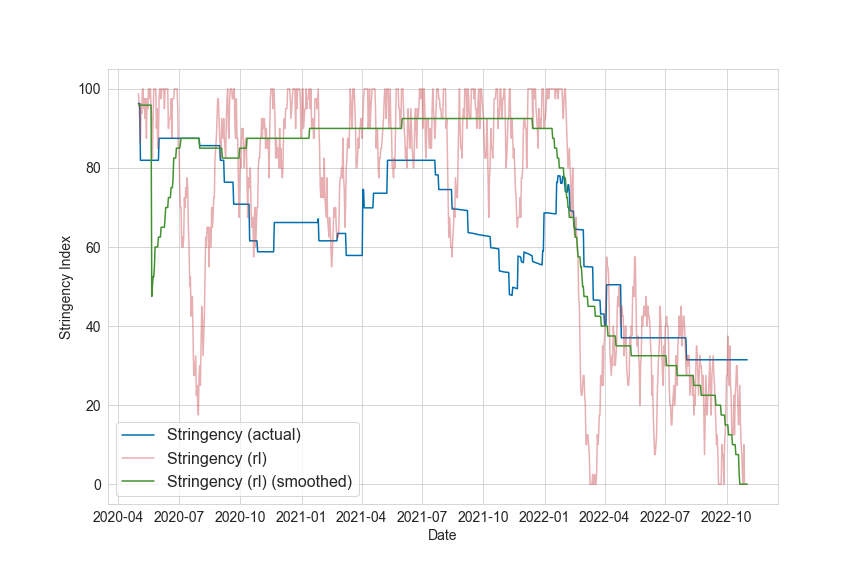 100
80
60
40
20
0
Stringency Index
Stringency (actual)
Stringency (rl)
Stringency (rl) (smoothed)
2020-04 2020-07 2020-10 2021-01 2021-04 2021-07 2021-10 2022-01 2022-04 2022-07 2022-10
Date